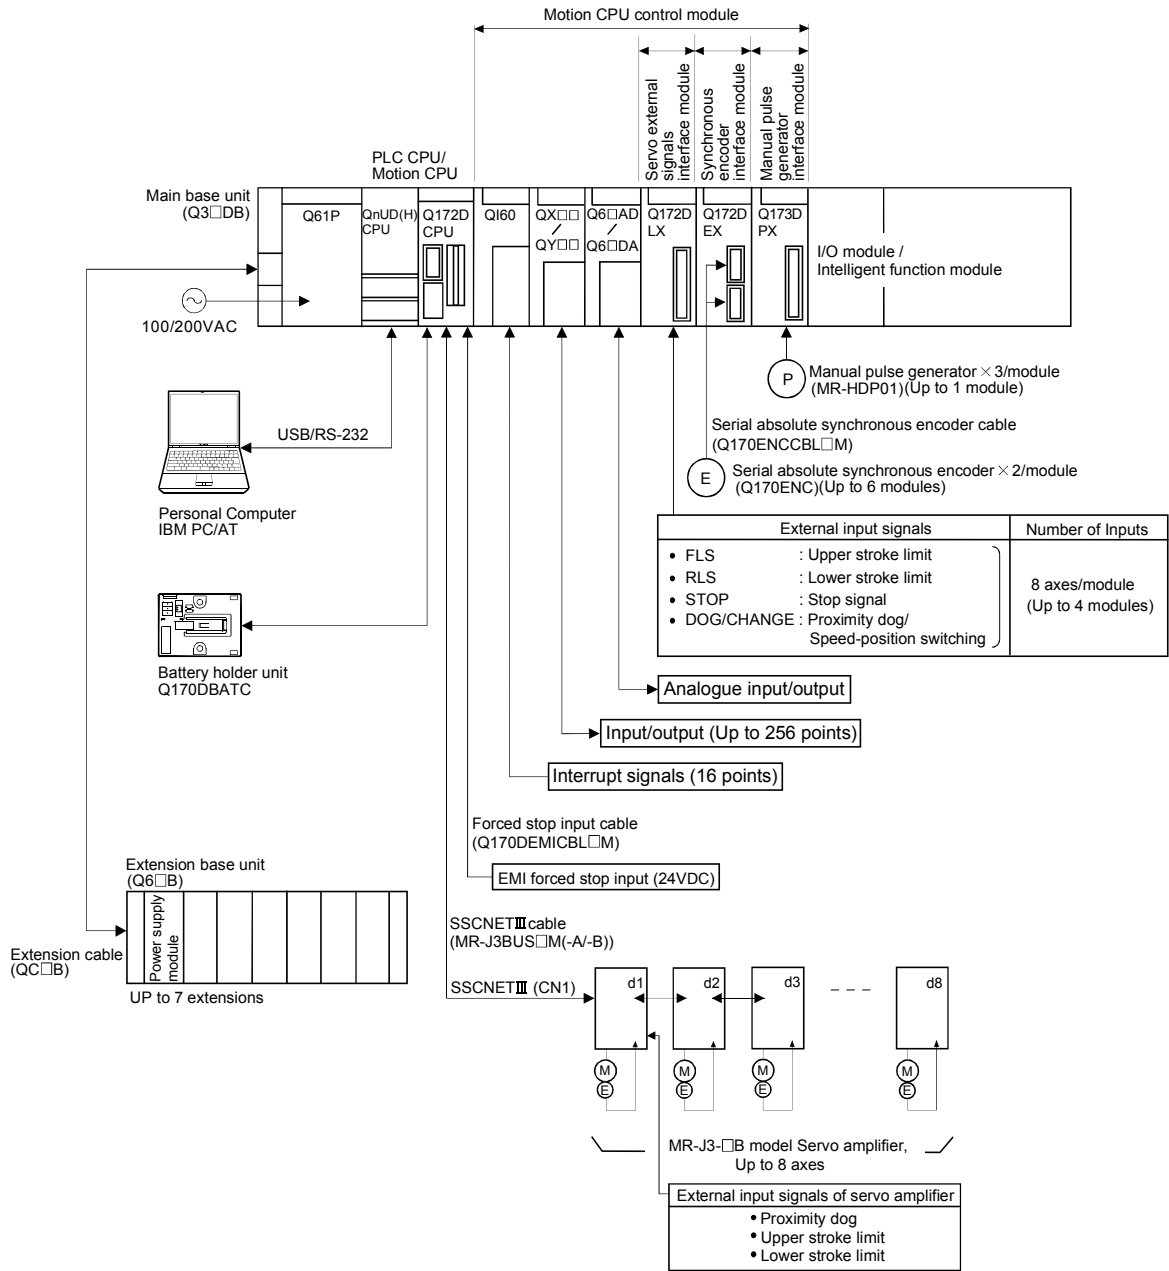 Motion CPU control module
Servo external
signals
interface module
Synchronous
encoder
interface module
Manual pulse
generator
interface module
PLC CPU/
Motion CPU
Main base unit
(Q3□DB)
Q61P
QnUD(H)
CPU
Q172D
CPU
QI60
QX□□
/
QY□□
Q6□AD
/
Q6□DA
Q172D
LX
Q172D
EX
Q173D
PX
I/O module /
Intelligent function module
100/200VAC
P
Manual pulse generator × 3/module
(MR-HDP01)(Up to 1 module)
USB/RS-232
Serial absolute synchronous encoder cable
(Q170ENCCBL□M)
E
Serial absolute synchronous encoder × 2/module
(Q170ENC)(Up to 6 modules)
Personal Computer
IBM PC/AT
External input signals
Number of Inputs
• FLS : Upper stroke limit
• RLS : Lower stroke limit
• STOP : Stop signal
• DOG/CHANGE : Proximity dog/
Speed-position switching
8 axes/module
(Up to 4 modules)
Battery holder unit
Q170DBATC
Analogue input/output
Input/output (Up to 256 points)
Interrupt signals (16 points)
Forced stop input cable
(Q170DEMICBL□M)
EMI forced stop input (24VDC)
Extension base unit
(Q6□B)
Power supply
module
Extension cable
(QC□B)
UP to 7 extensions
SSCNETⅢ cable
(MR-J3BUS□M(-A/-B))
SSCNETⅢ (CN1)
d1
d2
d3
d8
M
E
M
E
M
E
M
E
MR-J3-□B model Servo amplifier,
Up to 8 axes
External input signals of servo amplifier
• Proximity dog
• Upper stroke limit
• Lower stroke limit